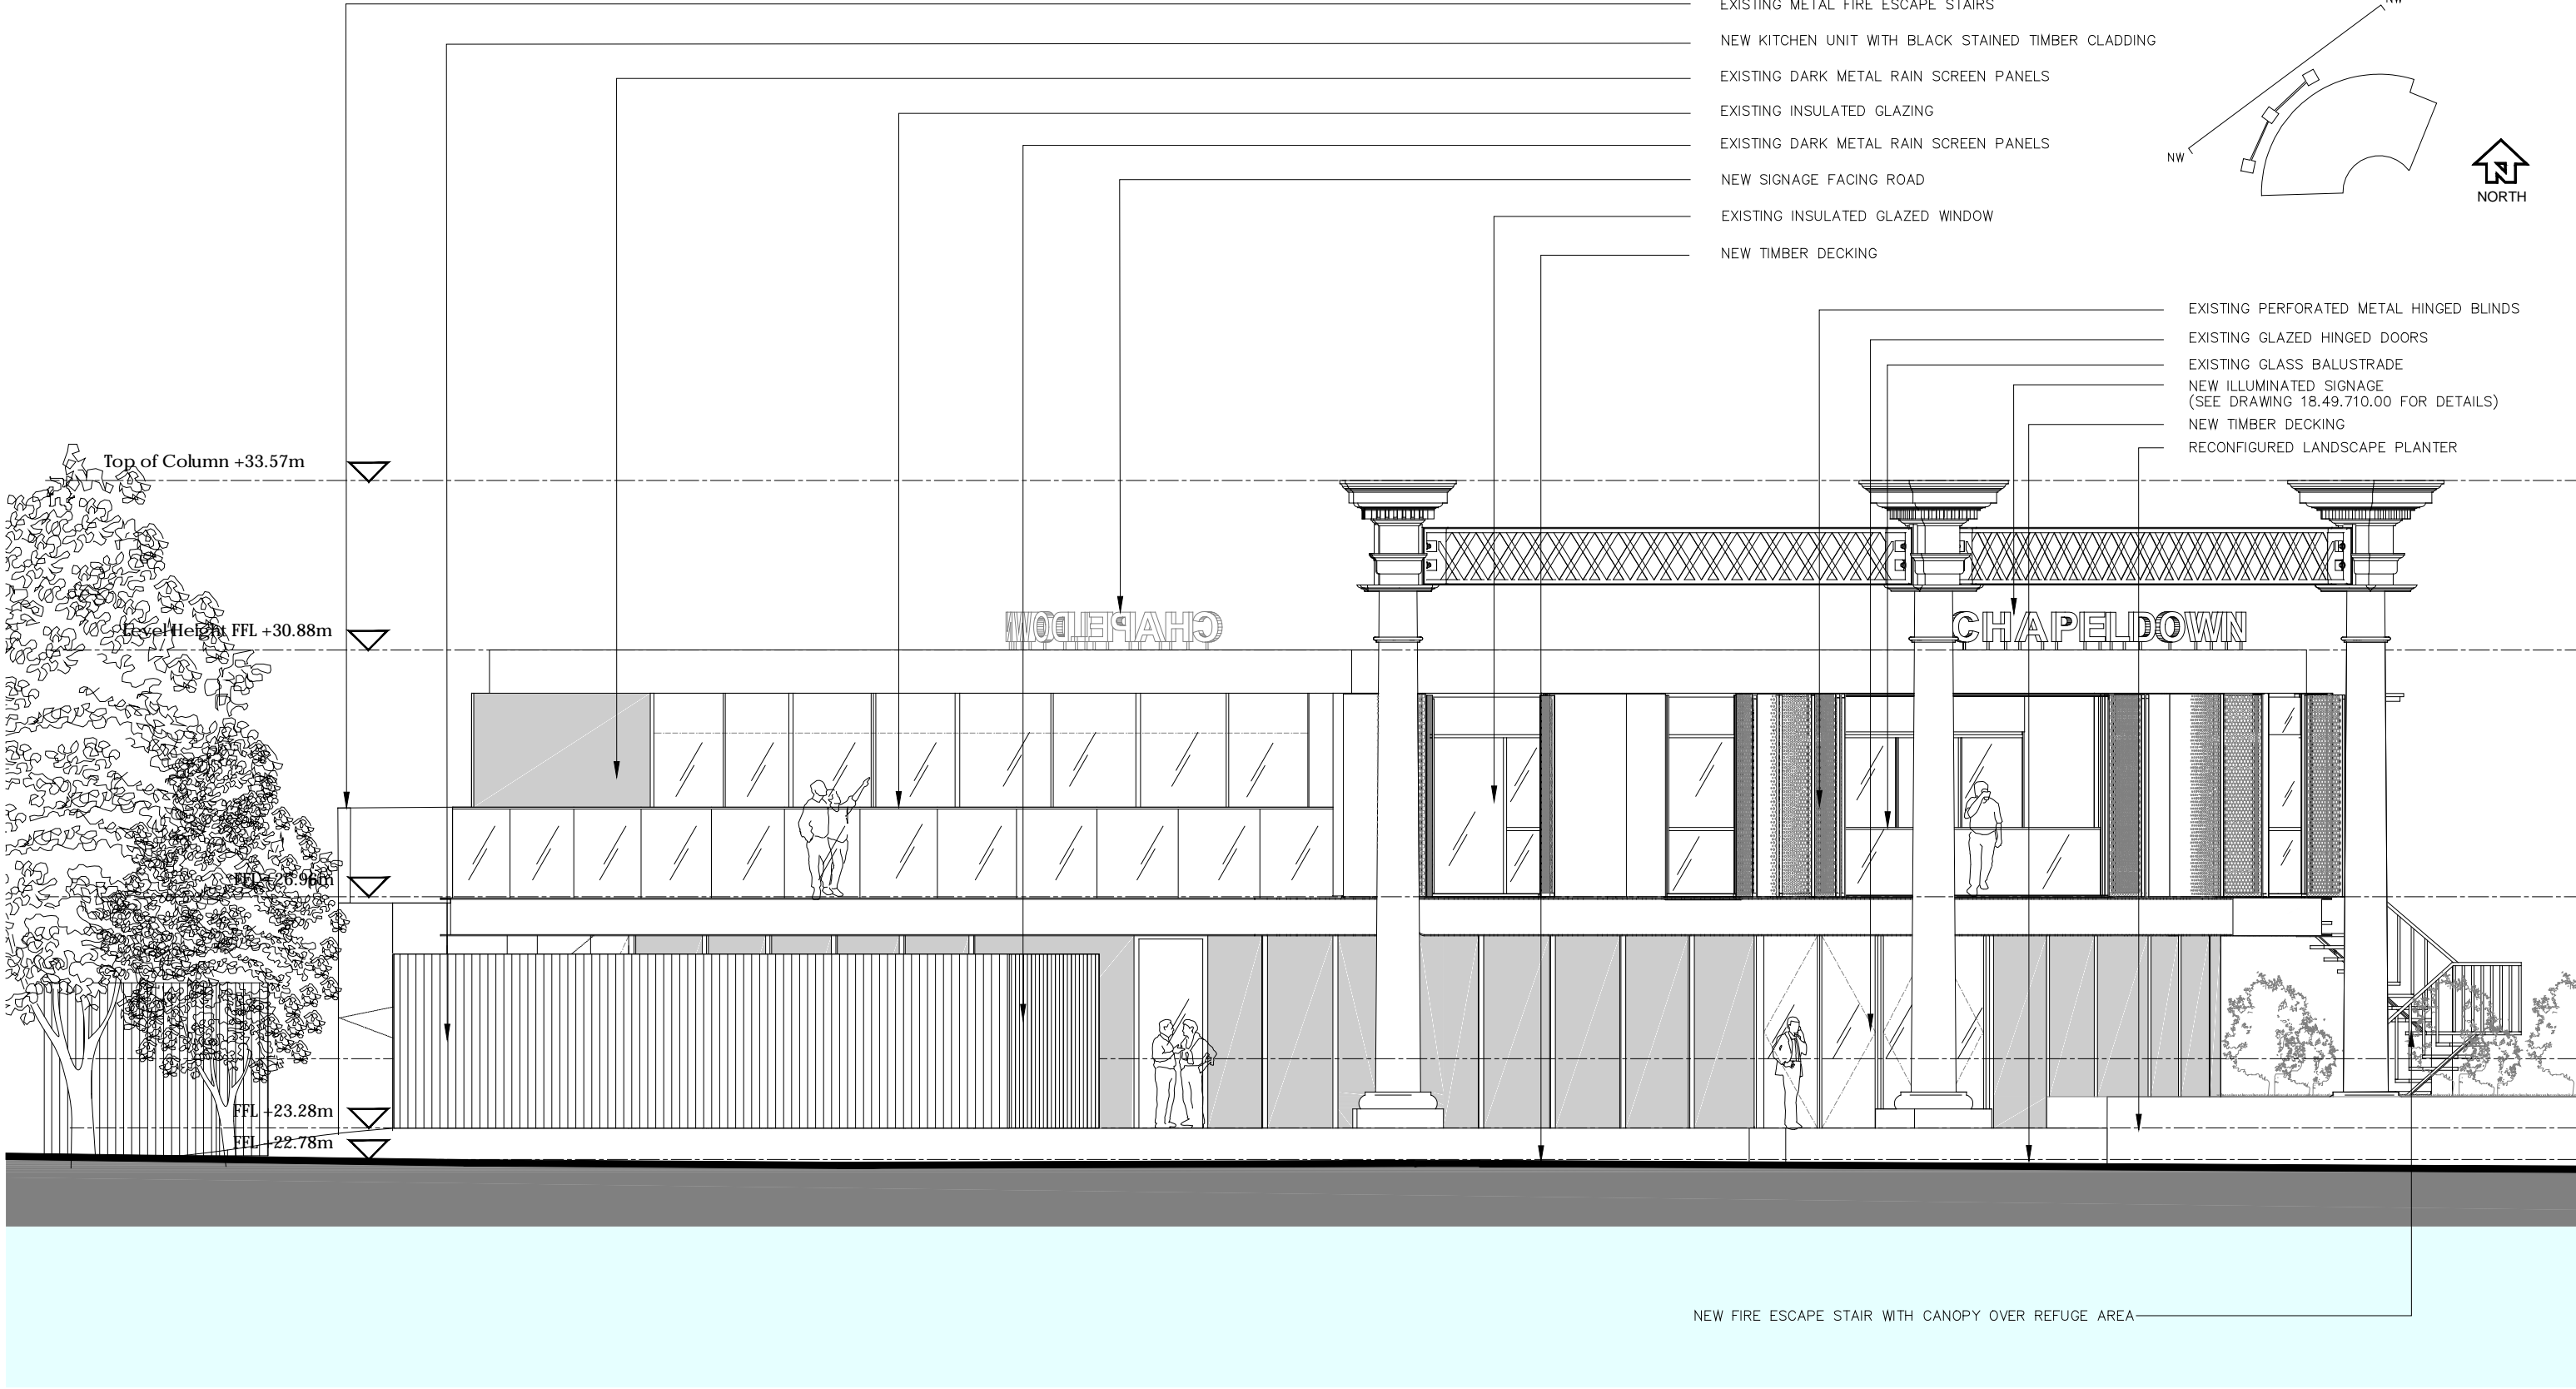 EXISTING METAL FIRE ESCAPE STAIRS
NEW KITCHEN UNIT WITH BLACK STAINED TIMBER CLADDING
EXISTING DARK METAL RAIN SCREEN PANELS
EXISTING INSULATED GLAZING
EXISTING DARK METAL RAIN SCREEN PANELS
NEW SIGNAGE FACING ROAD
EXISTING INSULATED GLAZED WINDOW
NEW TIMBER DECKING
NW
NW
NORTH
EXISTING PERFORATED METAL HINGED BLINDS
EXISTING GLAZED HINGED DOORS
EXISTING GLASS BALUSTRADE
NEW ILLUMINATED SIGNAGE
(SEE DRAWING 18.49.710.00 FOR DETAILS)
NEW TIMBER DECKING
RECONFIGURED LANDSCAPE PLANTER
Top of Column +33.57m
Level Height FFL +30.88m
CHAPELDOWN
CHAPELDOWN
FFL +26.96m
FFL +23.28m
FFL +22.78m
NEW FIRE ESCAPE STAIR WITH CANOPY OVER REFUGE AREA